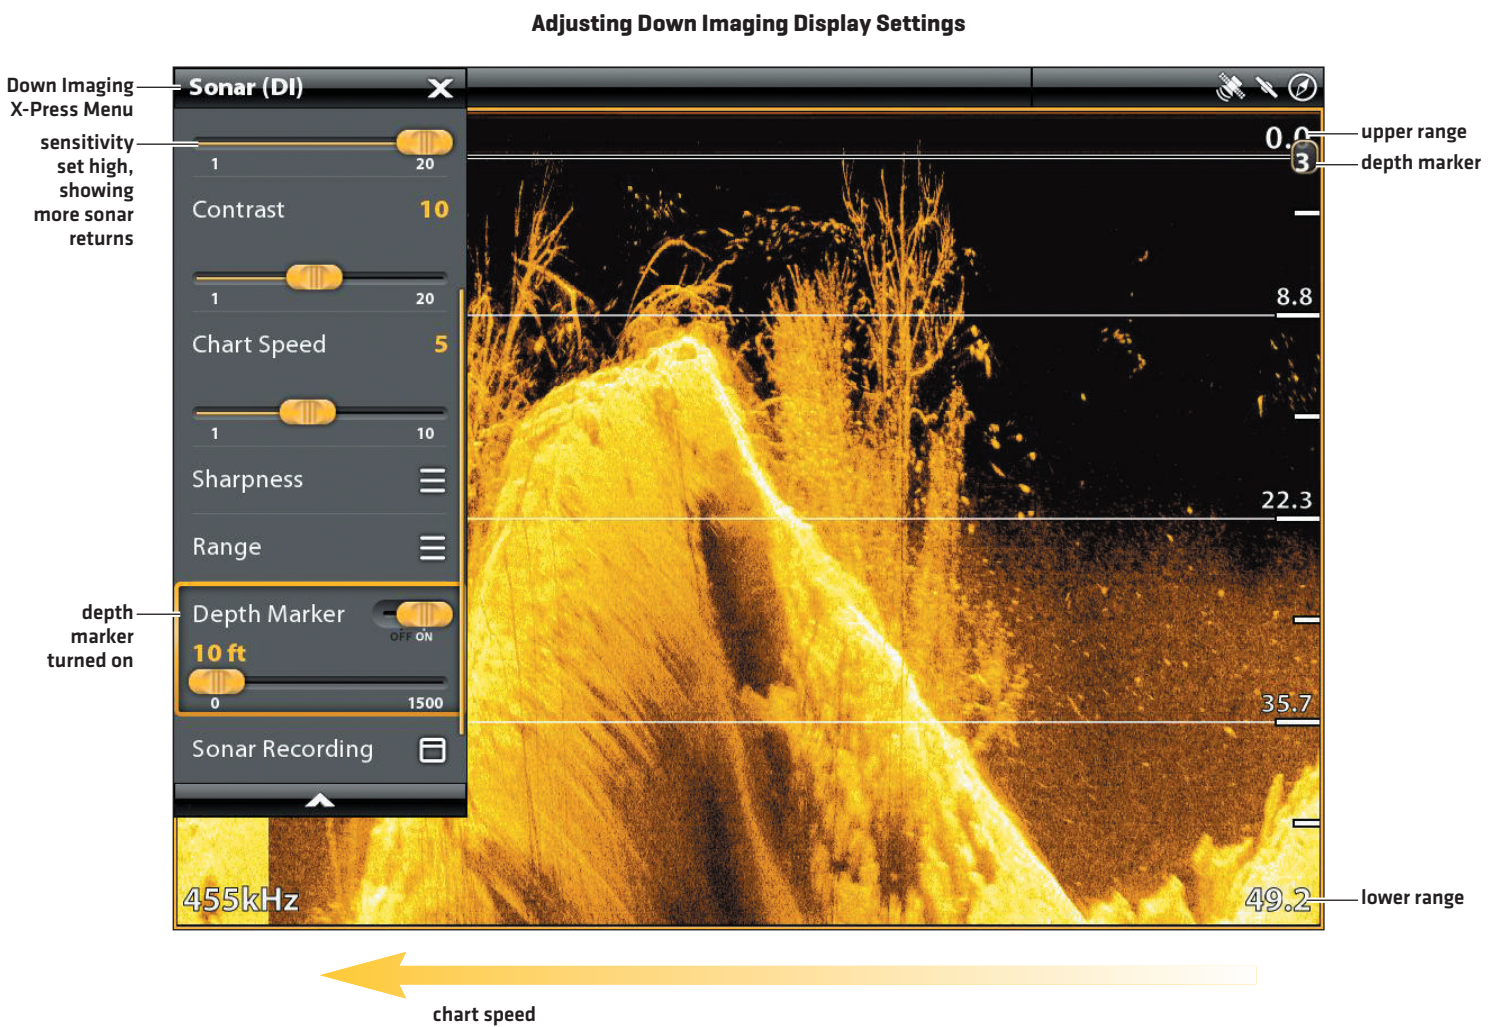 Adjusting Down Imaging Display Settings
Down Imaging
X-Press Menu
sensitivity
set high,
showing
more sonar
returns
depth
marker
turned on
Sonar (DI)
1 20
Contrast 10
1 20
Chart Speed 5
1 10
Sharpness
Range
Depth Marker
OFF ON
10 ft
0 1500
Sonar Recording
455kHz
0.0
3
8.8
22.3
35.7
49.2
upper range
depth marker
lower range
chart speed